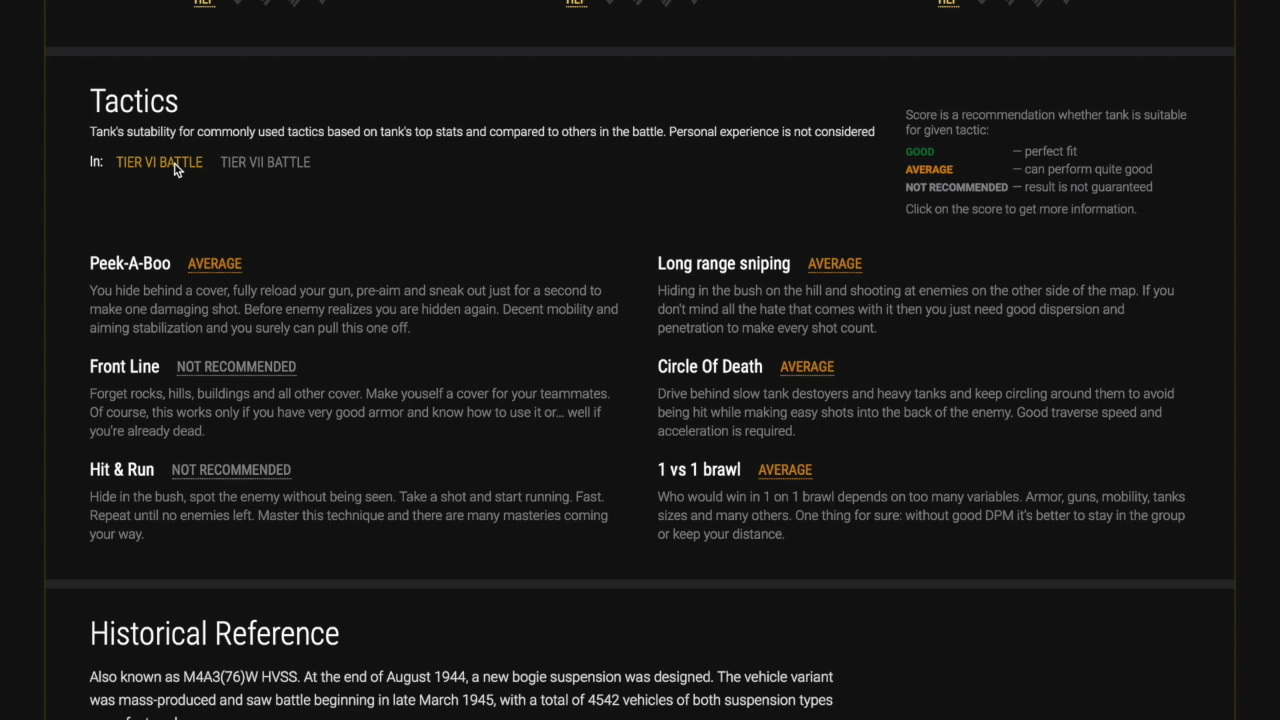 HELP HELP HELP
Tactics
Tank's sutability for commonly used tactics based on tank's top stats and compared to others in the battle. Personal experience is not considered
In: TIER VI BATTLE TIER VII BATTLE
Score is a recommendation whether tank is suitable
for given tactic:
GOOD — perfect fit
AVERAGE — can perform quite good
NOT RECOMMENDED — result is not guaranteed
Click on the score to get more information.
Peek-A-Boo AVERAGE
You hide behind a cover, fully reload your gun, pre-aim and sneak out just for a second to
make one damaging shot. Before enemy realizes you are hidden again. Decent mobility and
aiming stabilization and you surely can pull this one off.
Long range sniping AVERAGE
Hiding in the bush on the hill and shooting at enemies on the other side of the map. If you
don't mind all the hate that comes with it then you just need good dispersion and
penetration to make every shot count.
Front Line NOT RECOMMENDED
Forget rocks, hills, buildings and all other cover. Make youself a cover for your teammates.
Of course, this works only if you have very good armor and know how to use it or... well if
you're already dead.
Circle Of Death AVERAGE
Drive behind slow tank destoyers and heavy tanks and keep circling around them to avoid
being hit while making easy shots into the back of the enemy. Good traverse speed and
acceleration is required.
Hit & Run NOT RECOMMENDED
Hide in the bush, spot the enemy without being seen. Take a shot and start running. Fast.
Repeat until no enemies left. Master this technique and there are many masteries coming
your way.
1 vs 1 brawl AVERAGE
Who would win in 1 on 1 brawl depends on too many variables. Armor, guns, mobility, tanks
sizes and many others. One thing for sure: without good DPM it's better to stay in the group
or keep your distance.
Historical Reference
Also known as M4A3(76)W HVSS. At the end of August 1944, a new bogie suspension was designed. The vehicle variant
was mass-produced and saw battle beginning in late March 1945, with a total of 4542 vehicles of both suspension types